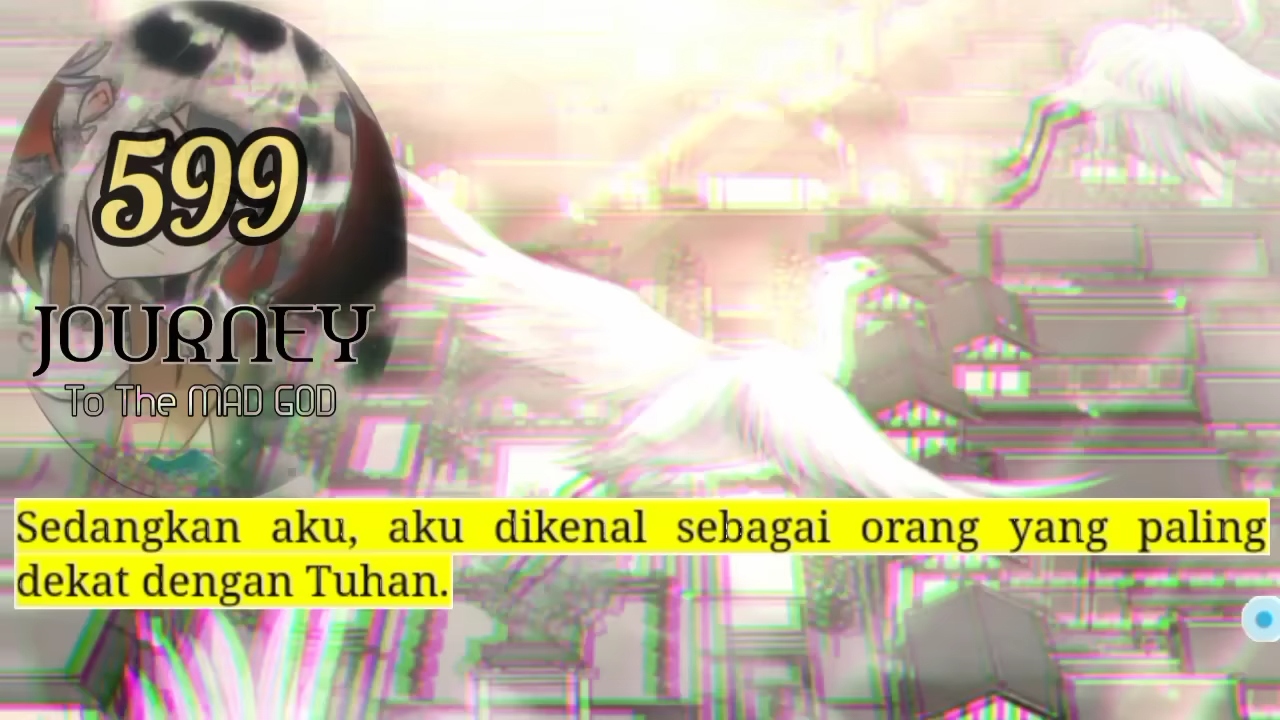 599
JOURNEY
To The MAD GOD
Sedangkan aku, aku dikenal sebagai orang yang paling
dekat dengan Tuhan.